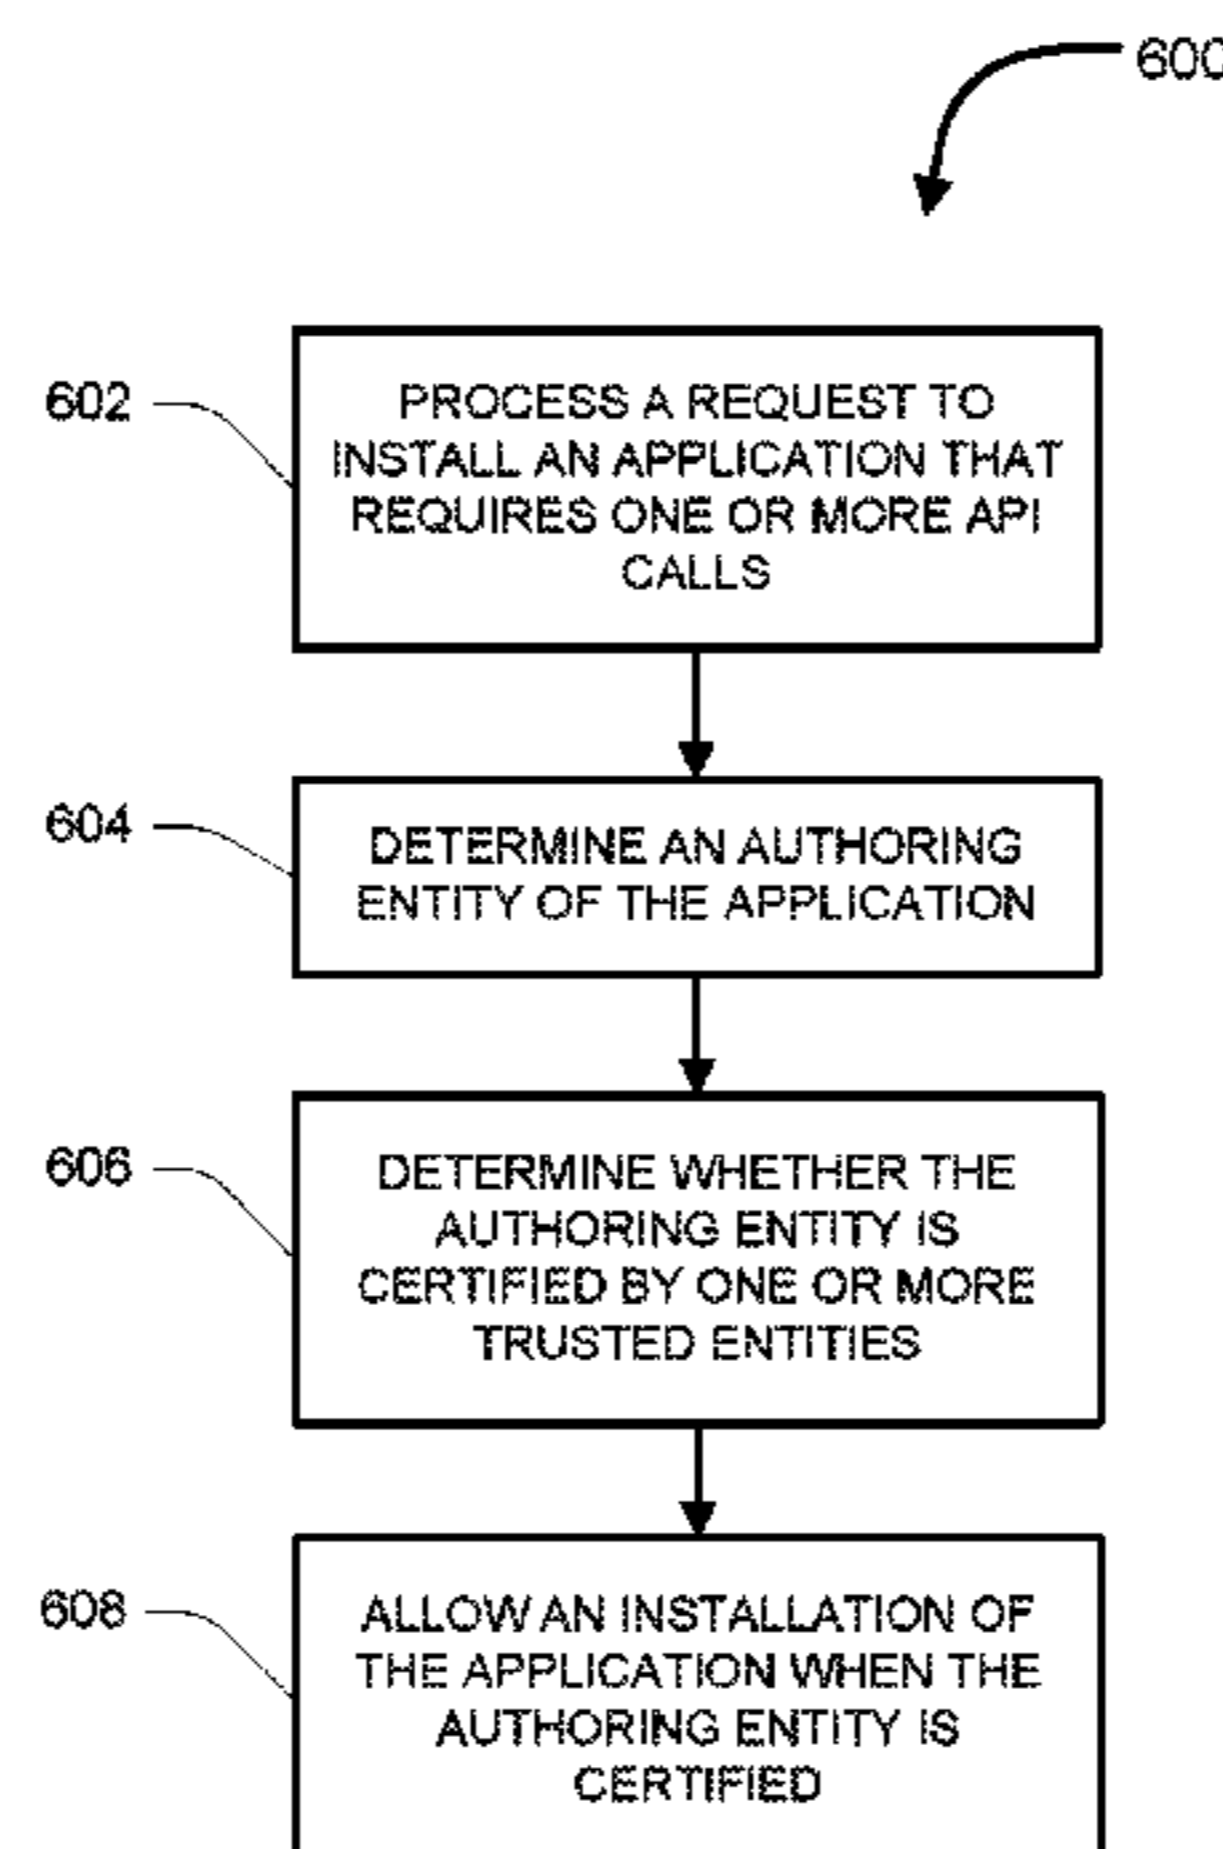 600
602
PROCESS A REQUEST TO
INSTALL AN APPLICATION THAT
REQUIRES ONE OR MORE API
CALLS
604
DETERMINE AN AUTHORING
ENTITY OF THE APPLICATION
606
DETERMINE WHETHER THE
AUTHORING ENTITY IS
CERTIFIED BY ONE OR MORE
TRUSTED ENTITIES
608
ALLOW AN INSTALLATION OF
THE APPLICATION WHEN THE
AUTHORING ENTITY IS
CERTIFIED